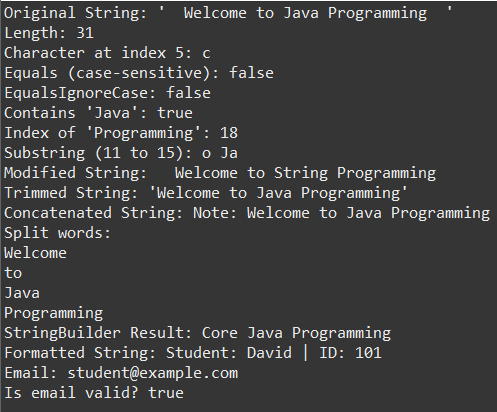 Original String: '  Welcome to Java Programming  '
Length: 31
Character at index 5: c
Equals (case-sensitive): false
EqualsIgnoreCase: false
Contains 'Java': true
Index of 'Programming': 18
Substring (11 to 15): o Ja
Modified String:   Welcome to String Programming
Trimmed String: 'Welcome to Java Programming'
Concatenated String: Note: Welcome to Java Programming
Split words:
Welcome
to
Java
Programming
StringBuilder Result: Core Java Programming
Formatted String: Student: David | ID: 101
Email: student@example.com
Is email valid? true